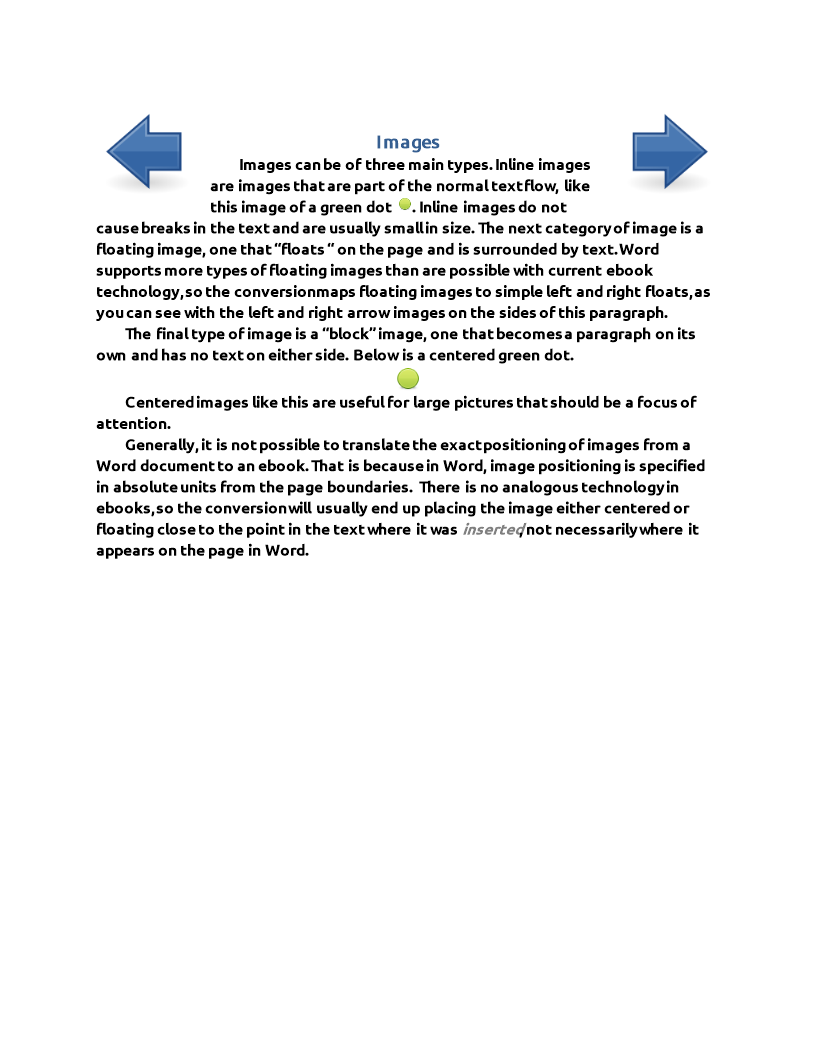 Images
Images can be of three main types. Inline images
are images that are part of the normal text flow, like
this image of a green dot . Inline images do not
cause breaks in the text and are usually small in size. The next category of image is a
floating image, one that “floats “ on the page and is surrounded by text. Word
supports more types of floating images than are possible with current ebook
technology, so the conversion maps floating images to simple left and right floats, as
you can see with the left and right arrow images on the sides of this paragraph.
The final type of image is a “block” image, one that becomes a paragraph on its
own and has no text on either side. Below is a centered green dot.
Centered images like this are useful for large pictures that should be a focus of
attention.
Generally, it is not possible to translate the exact positioning of images from a
Word document to an ebook. That is because in Word, image positioning is specified
in absolute units from the page boundaries. There is no analogous technology in
ebooks, so the conversion will usually end up placing the image either centered or
floating close to the point in the text where it was inserted, not necessarily where it
appears on the page in Word.